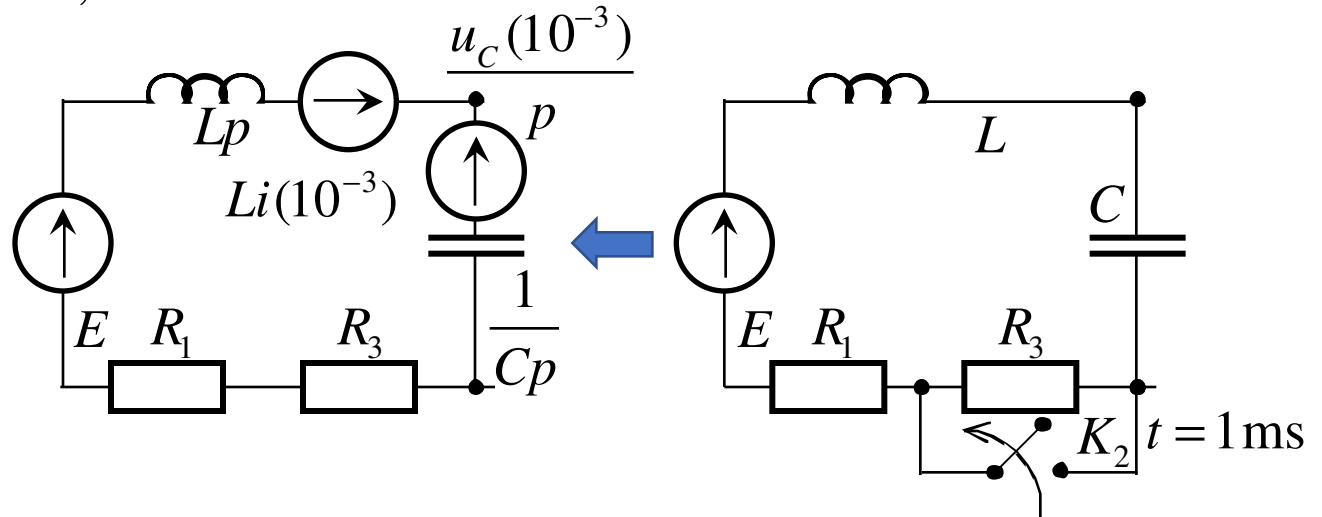 u_C(10^{-3})
p
Lp
Li(10^{-3})
L
C
E
R_1
R_3
1
Cp
E
R_1
R_3
K_2
t = 1ms